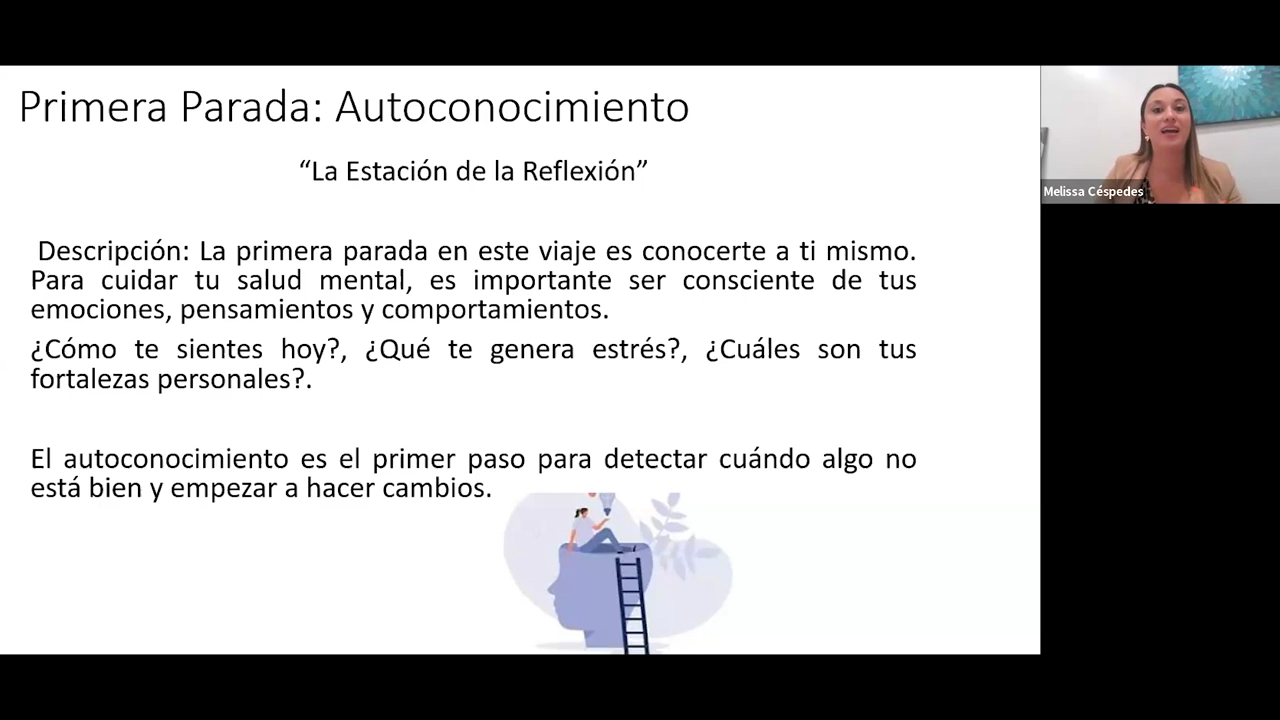 Primera Parada: Autoconocimiento
“La Estación de la Reflexión”
Descripción: La primera parada en este viaje es conocerte a ti mismo.
Para cuidar tu salud mental, es importante ser consciente de tus
emociones, pensamientos y comportamientos.
¿Cómo te sientes hoy?, ¿Qué te genera estrés?, ¿Cuáles son tus
fortalezas personales?.
El autoconocimiento es el primer paso para detectar cuándo algo no
está bien y empezar a hacer cambios.
Melissa Céspedes